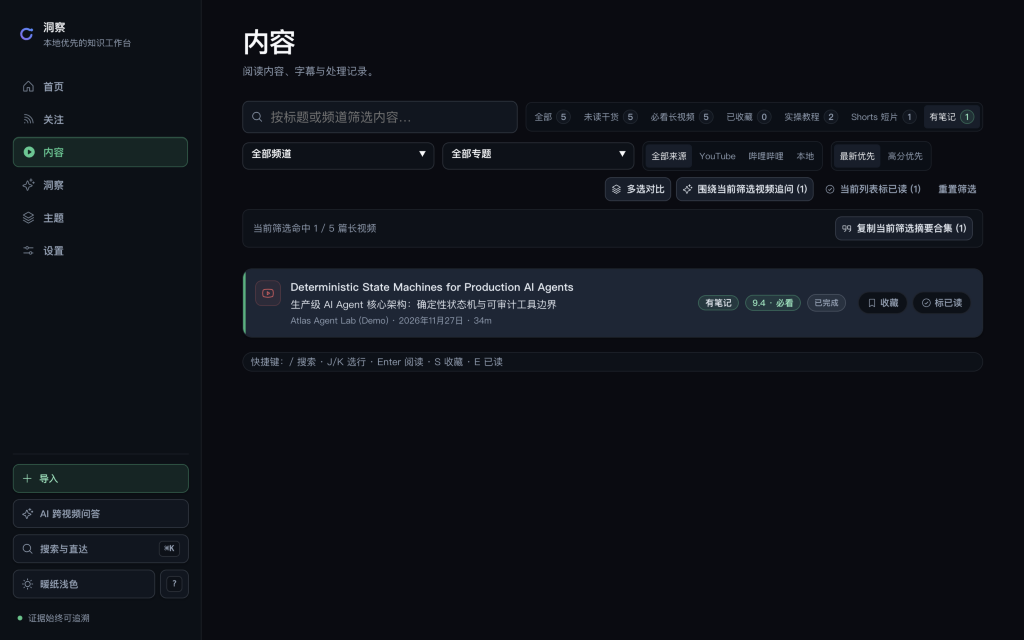 洞察
本地优先的知识工作台
首页
关注
内容
洞察
主题
设置
导入
AI 跨视频问答
搜索与直达 ⌘K
暖纸浅色 ?
证据始终可追溯
内容
阅读内容、字幕与处理记录。
按标题或频道筛选内容…
全部 5 未读干货 5 必看长视频 5 已收藏 0 实操教程 2 Shorts 短片 1 有笔记 1
全部频道 ▼ 全部专题 ▼ 全部来源 YouTube 哔哩哔哩 本地 最新优先 高分优先
多选对比 围绕当前筛选视频追问 (1) 当前列表标已读 (1) 重置筛选
当前筛选命中 1 / 5 篇长视频 复制当前筛选摘要合集 (1)
Deterministic State Machines for Production AI Agents
生产级 AI Agent 核心架构：确定性状态机与可审计工具边界
Atlas Agent Lab (Demo) · 2026年11月27日 · 34m
有笔记 9.4 · 必看 已完成 收藏 标已读
快捷键：/ 搜索 · J/K 选行 · Enter 阅读 · S 收藏 · E 已读